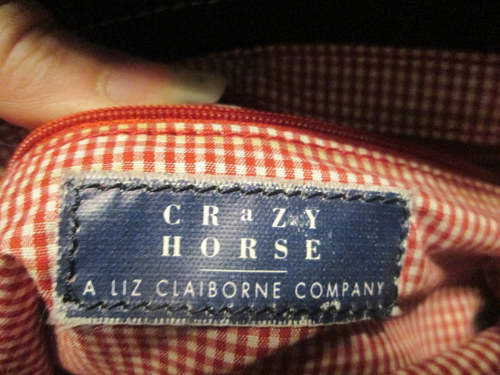 CRaZY
HORSE
A LIZ CLAIBORNE COMPANY